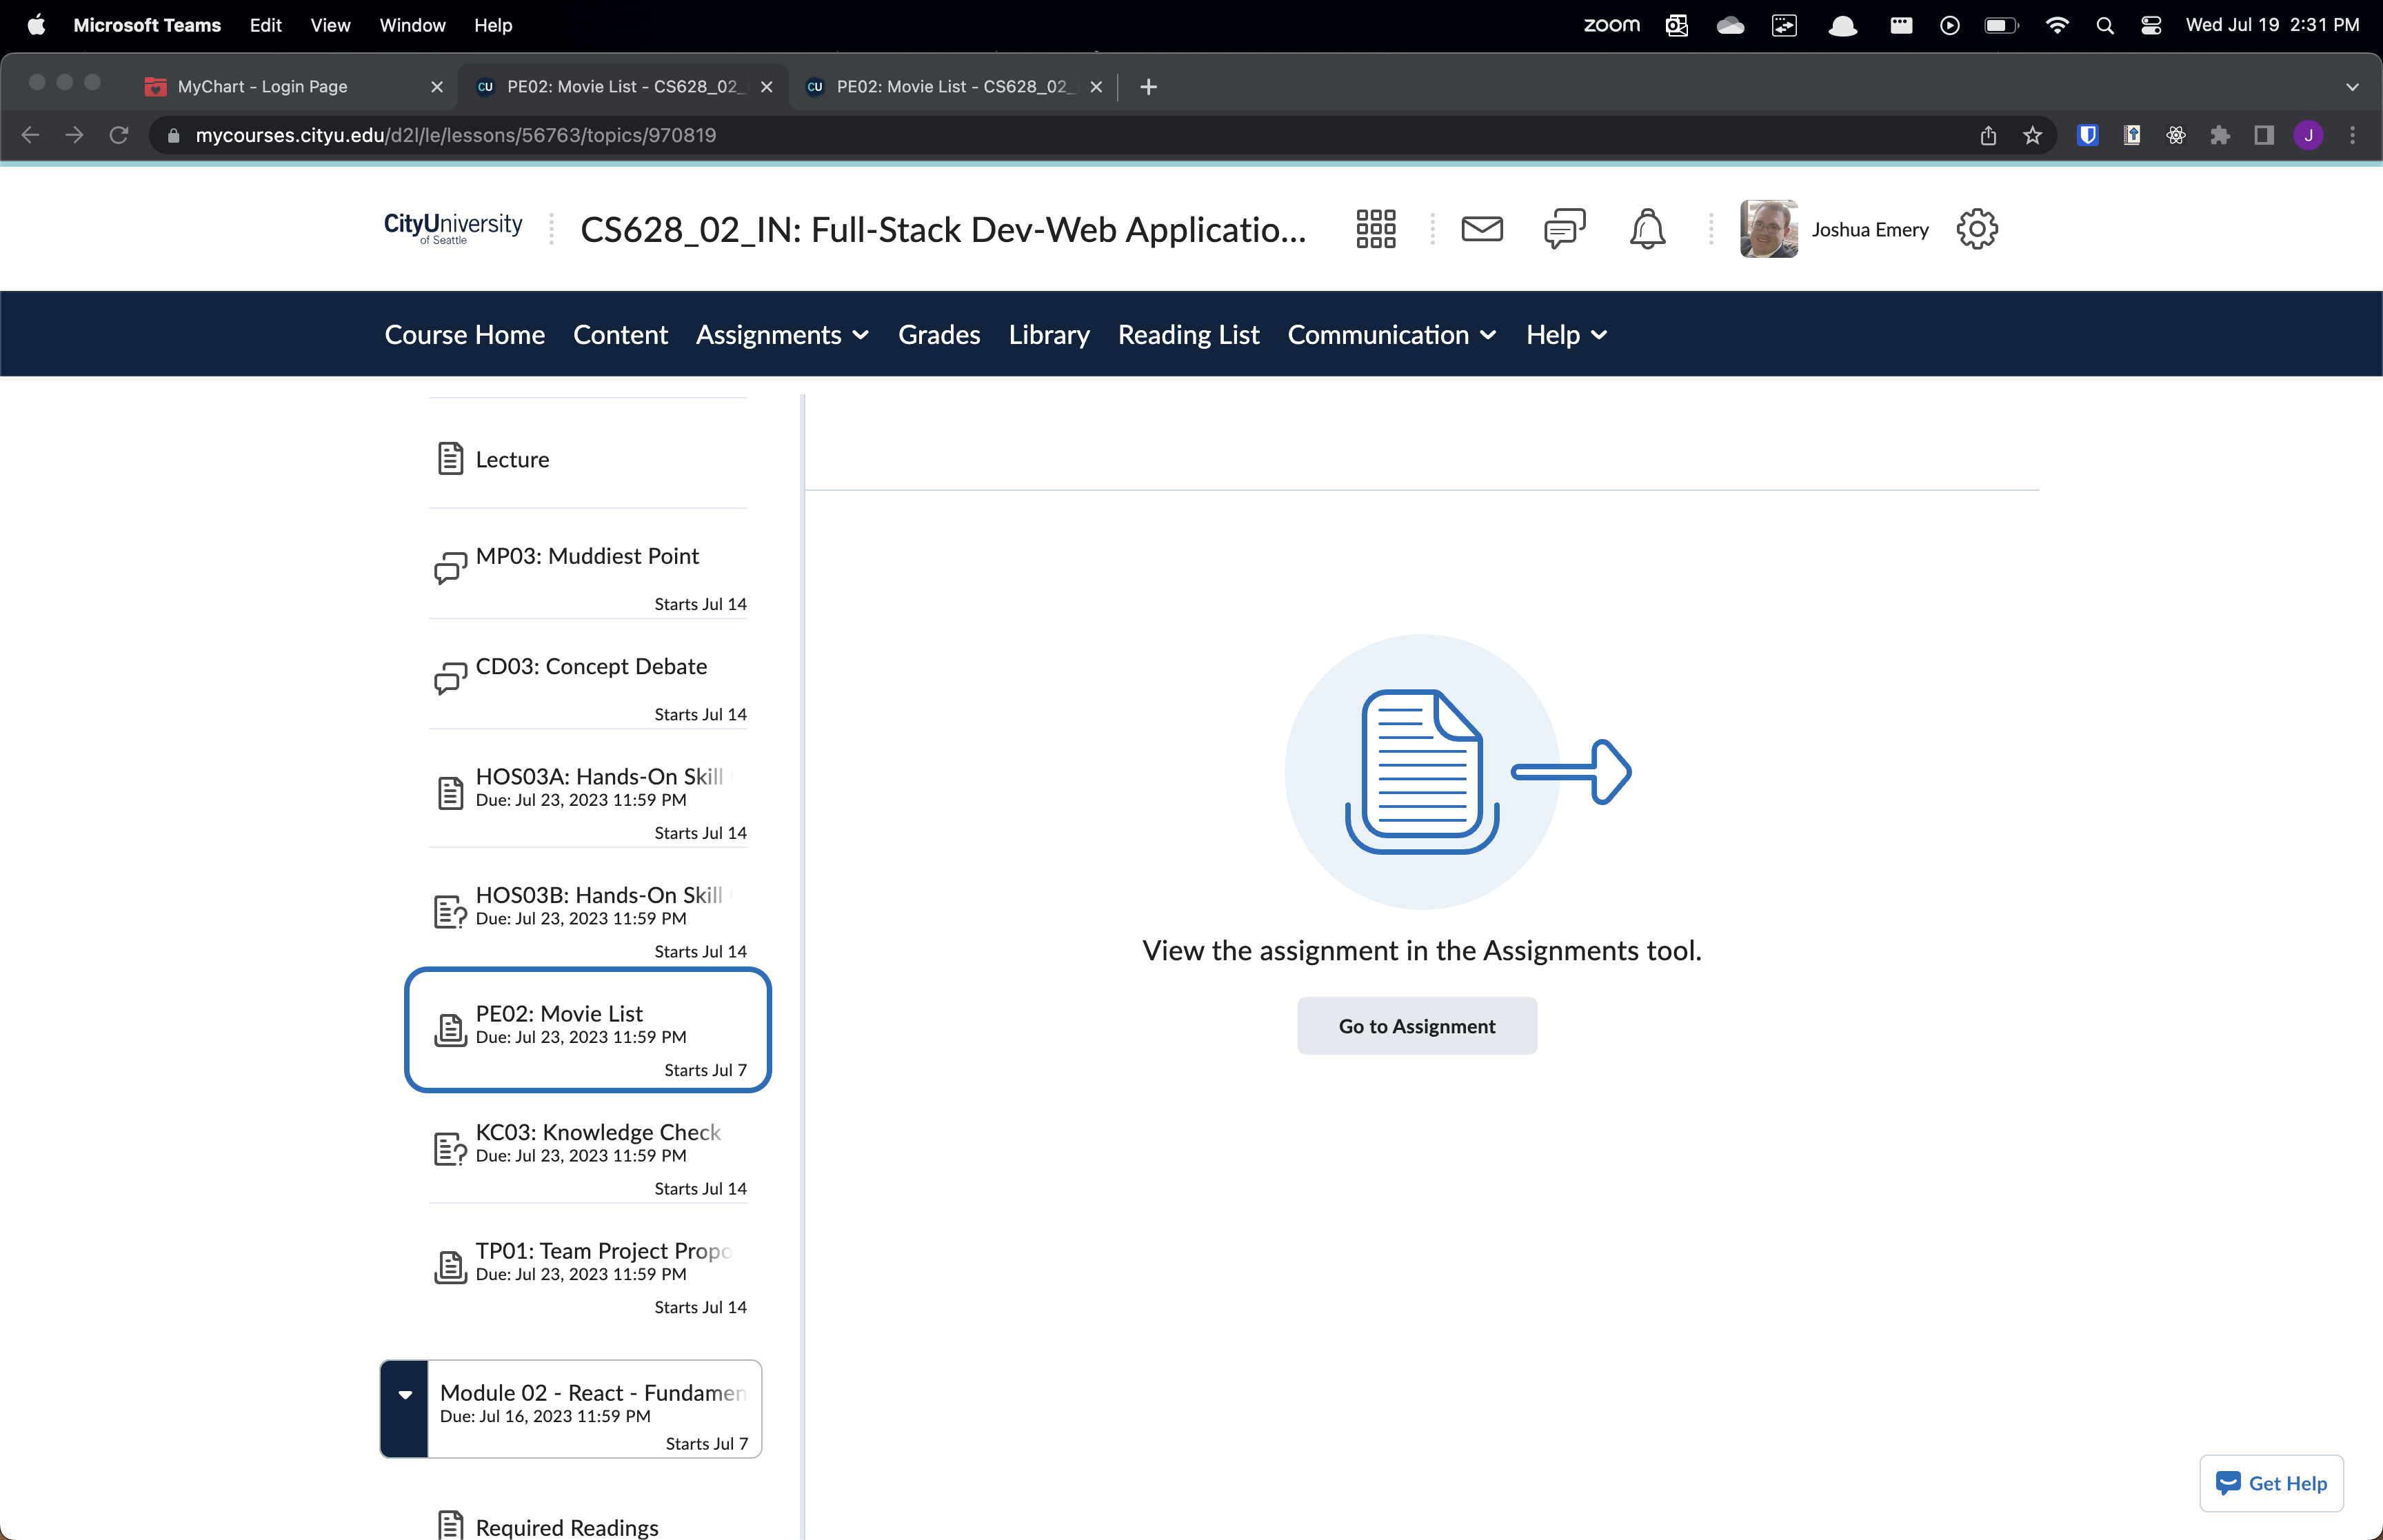 Microsoft Teams Edit View Window Help
zoom Wed Jul 19 2:31 PM
MyChart - Login Page
PE02: Movie List - CS628_02_
PE02: Movie List - CS628_02_
mycourses.cityu.edu/d2l/le/lessons/56763/topics/970819
J
CityUniversity
of Seattle
CS628_02_IN: Full-Stack Dev-Web Applicatio...
Joshua Emery
Course Home Content Assignments Grades Library Reading List Communication Help
Lecture
MP03: Muddiest Point
Starts Jul 14
CD03: Concept Debate
Starts Jul 14
HOS03A: Hands-On Skill
Due: Jul 23, 2023 11:59 PM
Starts Jul 14
HOS03B: Hands-On Skill
Due: Jul 23, 2023 11:59 PM
Starts Jul 14
PE02: Movie List
Due: Jul 23, 2023 11:59 PM
Starts Jul 7
KC03: Knowledge Check
Due: Jul 23, 2023 11:59 PM
Starts Jul 14
TP01: Team Project Propo
Due: Jul 23, 2023 11:59 PM
Starts Jul 14
Module 02 - React - Fundamen
Due: Jul 16, 2023 11:59 PM
Starts Jul 7
Required Readings
View the assignment in the Assignments tool.
Go to Assignment
Get Help